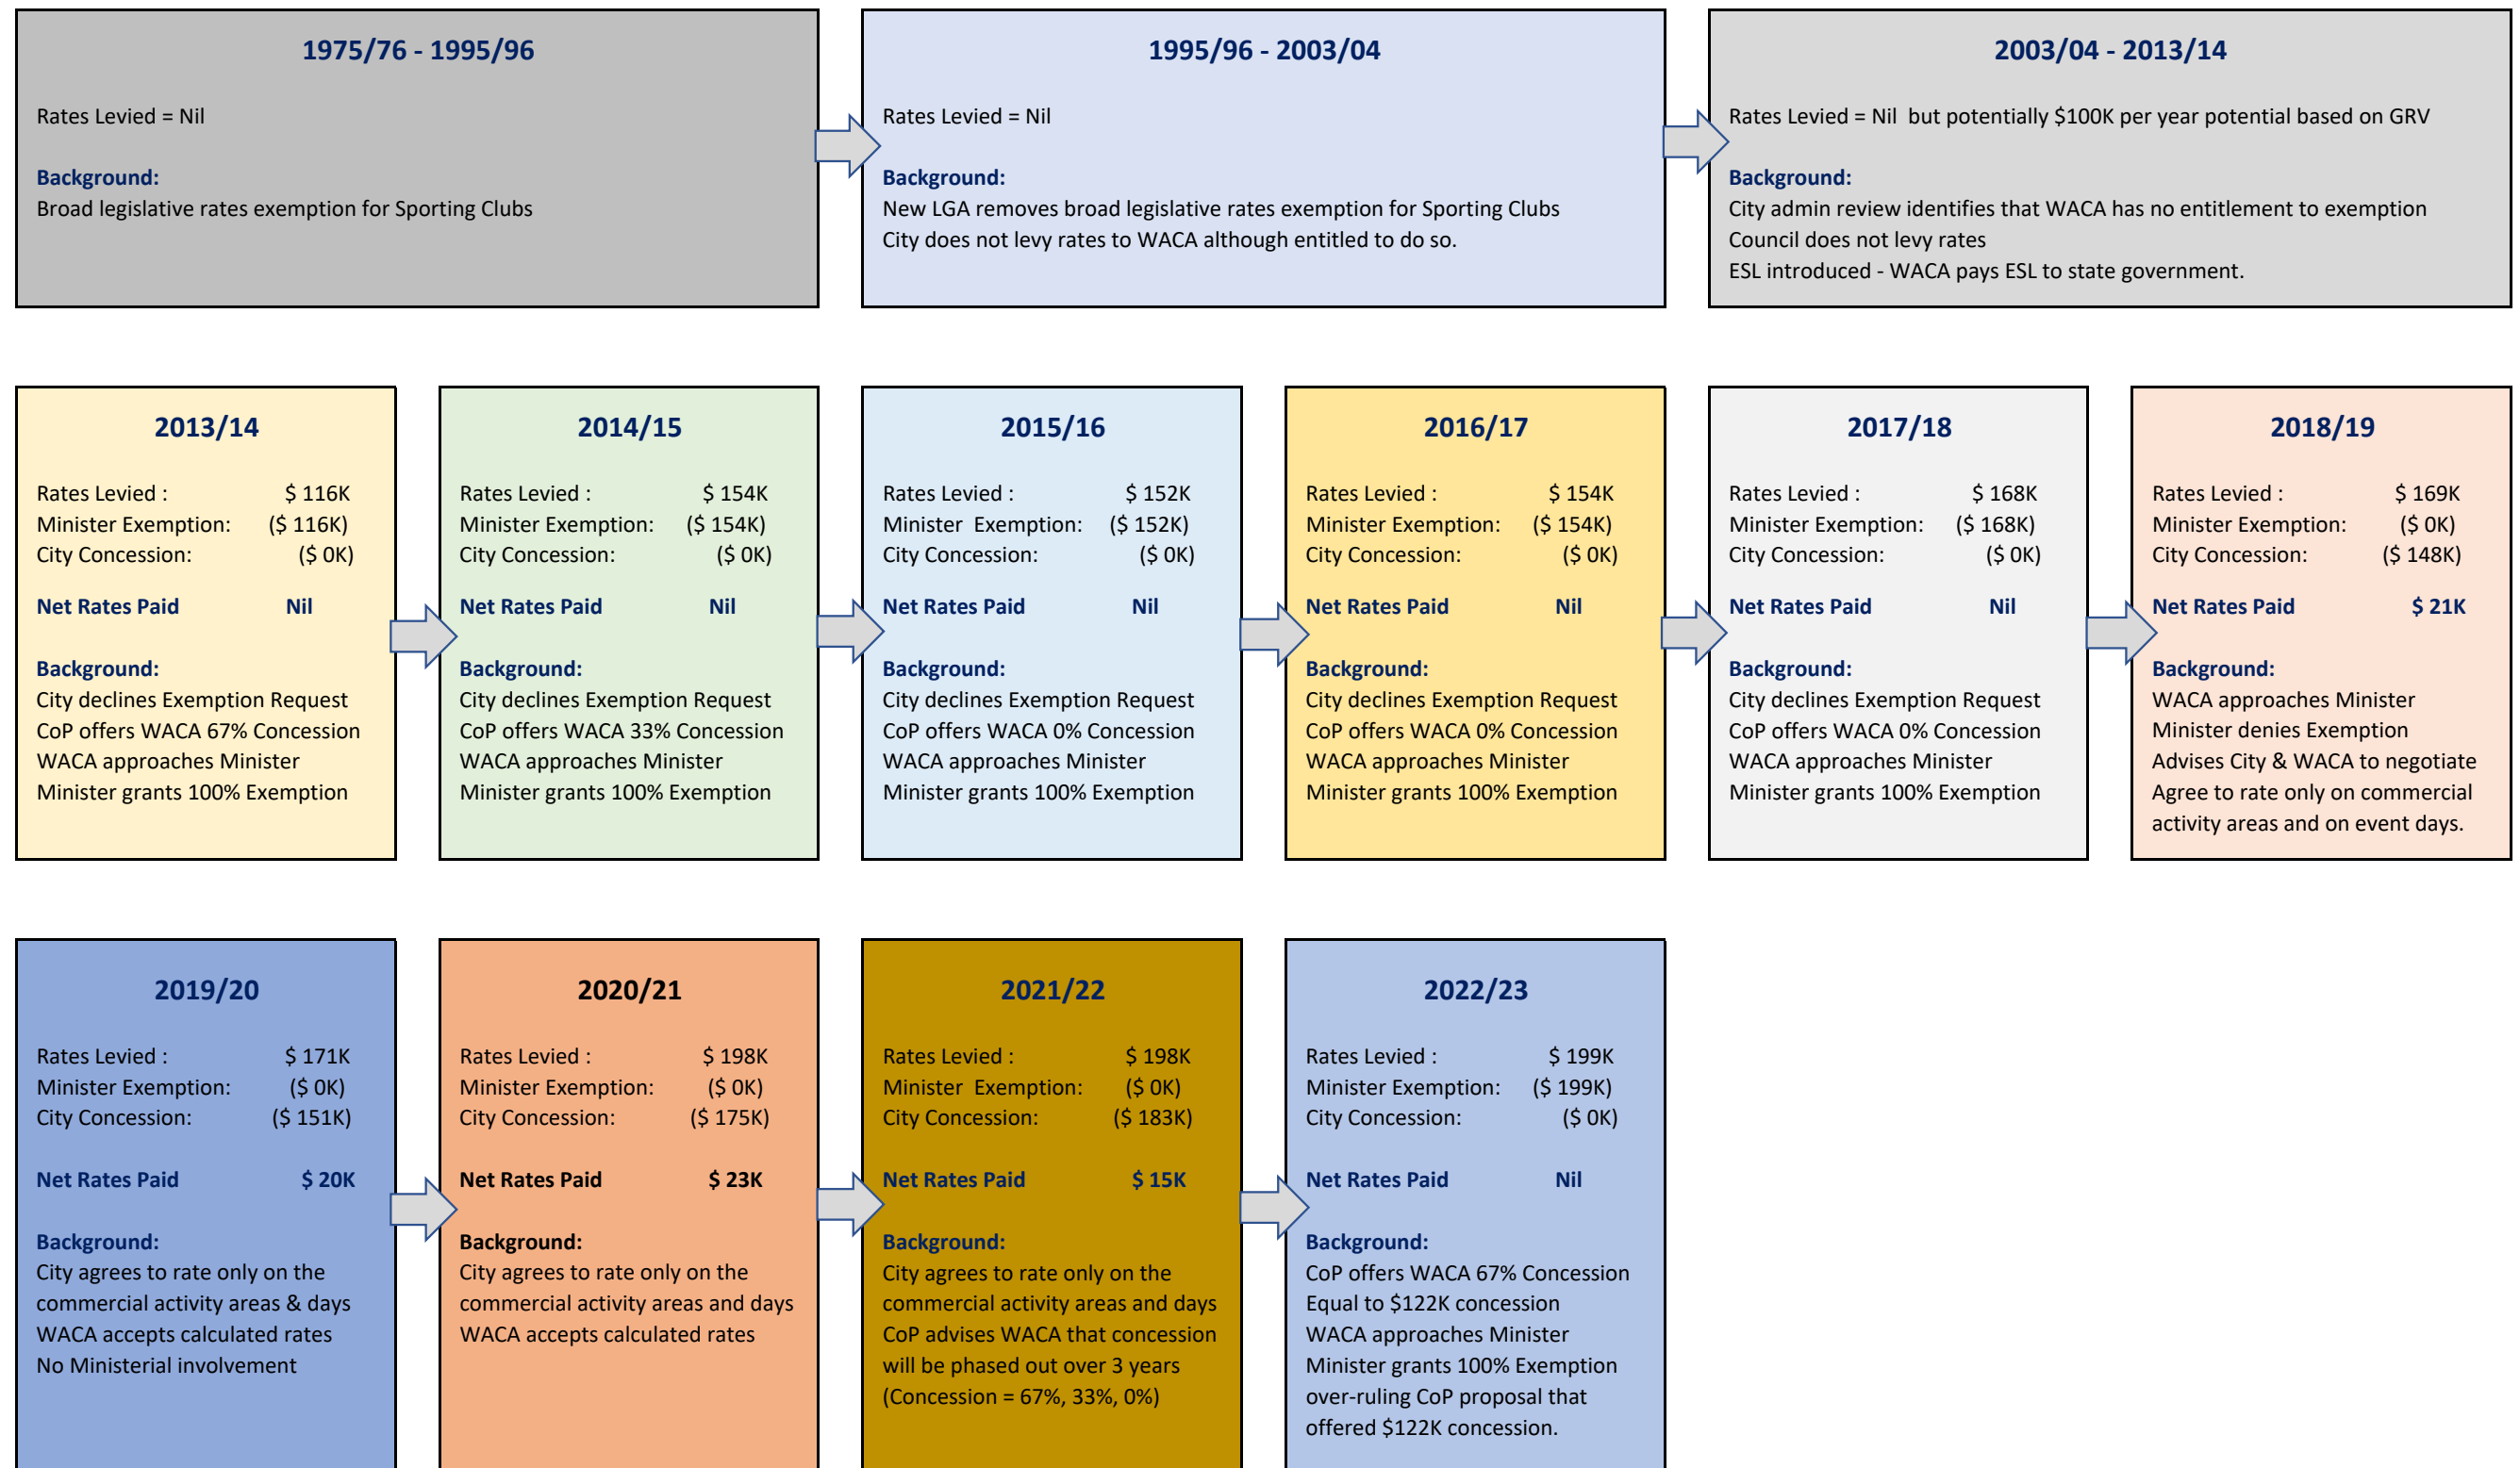 1975/76 - 1995/96
Rates Levied = Nil
Background:
Broad legislative rates exemption for Sporting Clubs
1995/96 - 2003/04
Rates Levied = Nil
Background:
New LGA removes broad legislative rates exemption for Sporting Clubs
City does not levy rates to WACA although entitled to do so.
2003/04 - 2013/14
Rates Levied = Nil but potentially $100K per year potential based on GRV
Background:
City admin review identifies that WACA has no entitlement to exemption
Council does not levy rates
ESL introduced - WACA pays ESL to state government.
2013/14
Rates Levied : $ 116K
Minister Exemption: ($ 116K)
City Concession: ($ 0K)
Net Rates Paid Nil
Background:
City declines Exemption Request
CoP offers WACA 67% Concession
WACA approaches Minister
Minister grants 100% Exemption
2014/15
Rates Levied : $ 154K
Minister Exemption: ($ 154K)
City Concession: ($ 0K)
Net Rates Paid Nil
Background:
City declines Exemption Request
CoP offers WACA 33% Concession
WACA approaches Minister
Minister grants 100% Exemption
2015/16
Rates Levied : $ 152K
Minister Exemption: ($ 152K)
City Concession: ($ 0K)
Net Rates Paid Nil
Background:
City declines Exemption Request
CoP offers WACA 0% Concession
WACA approaches Minister
Minister grants 100% Exemption
2016/17
Rates Levied : $ 154K
Minister Exemption: ($ 154K)
City Concession: ($ 0K)
Net Rates Paid Nil
Background:
City declines Exemption Request
CoP offers WACA 0% Concession
WACA approaches Minister
Minister grants 100% Exemption
2017/18
Rates Levied : $ 168K
Minister Exemption: ($ 168K)
City Concession: ($ 0K)
Net Rates Paid Nil
Background:
City declines Exemption Request
CoP offers WACA 0% Concession
WACA approaches Minister
Minister grants 100% Exemption
2018/19
Rates Levied : $ 169K
Minister Exemption: ($ 0K)
City Concession: ($ 148K)
Net Rates Paid $ 21K
Background:
WACA approaches Minister
Minister denies Exemption
Advises City & WACA to negotiate
Agree to rate only on commercial
activity areas and on event days.
2019/20
Rates Levied : $ 171K
Minister Exemption: ($ 0K)
City Concession: ($ 151K)
Net Rates Paid $ 20K
Background:
City agrees to rate only on the
commercial activity areas & days
WACA accepts calculated rates
No Ministerial involvement
2020/21
Rates Levied : $ 198K
Minister Exemption: ($ 0K)
City Concession: ($ 175K)
Net Rates Paid $ 23K
Background:
City agrees to rate only on the
commercial activity areas and days
WACA accepts calculated rates
2021/22
Rates Levied : $ 198K
Minister Exemption: ($ 0K)
City Concession: ($ 183K)
Net Rates Paid $ 15K
Background:
City agrees to rate only on the
commercial activity areas and days
CoP advises WACA that concession
will be phased out over 3 years
(Concession = 67%, 33%, 0%)
2022/23
Rates Levied : $ 199K
Minister Exemption: ($ 199K)
City Concession: ($ 0K)
Net Rates Paid Nil
Background:
CoP offers WACA 67% Concession
Equal to $122K concession
WACA approaches Minister
Minister grants 100% Exemption
over-ruling CoP proposal that
offered $122K concession.